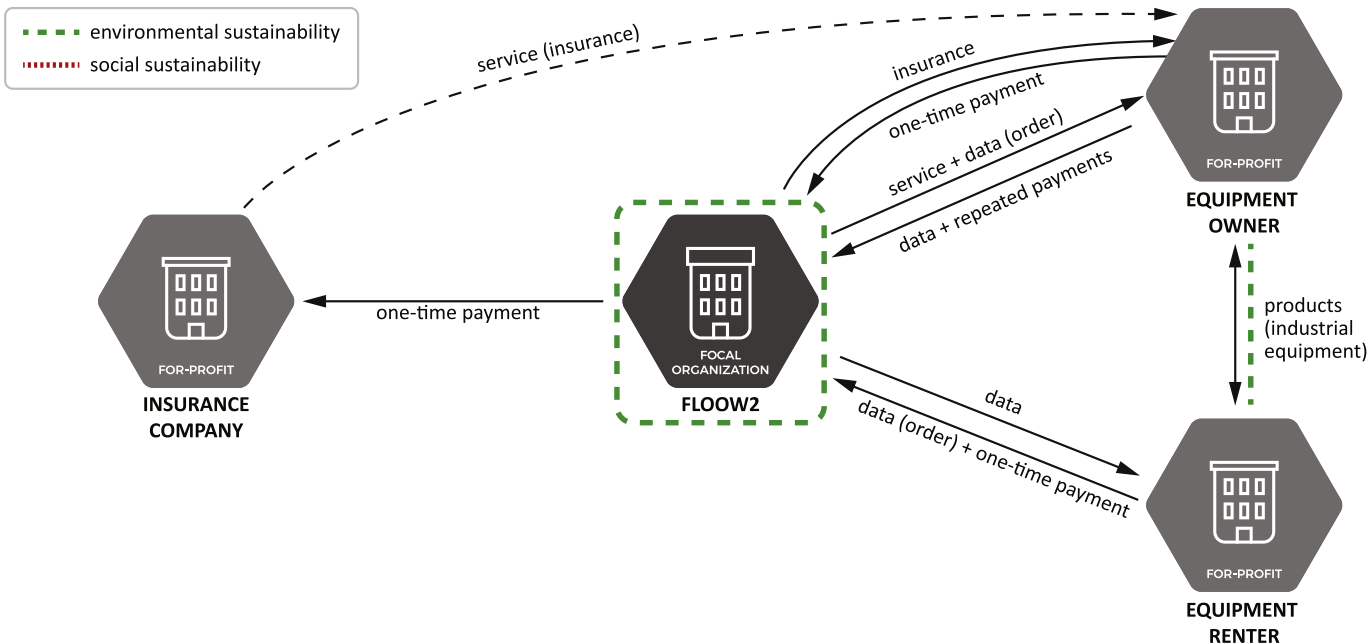 environmental sustainability
social sustainability
service (insurance)
insurance
one-time payment
service + data (order)
data + repeated payments
FOR-PROFIT
EQUIPMENT
OWNER
FOR-PROFIT
INSURANCE
COMPANY
one-time payment
FOCAL
ORGANIZATION
FLOOW2
products
(industrial
equipment)
data
data (order) + one-time payment
FOR-PROFIT
EQUIPMENT
RENTER